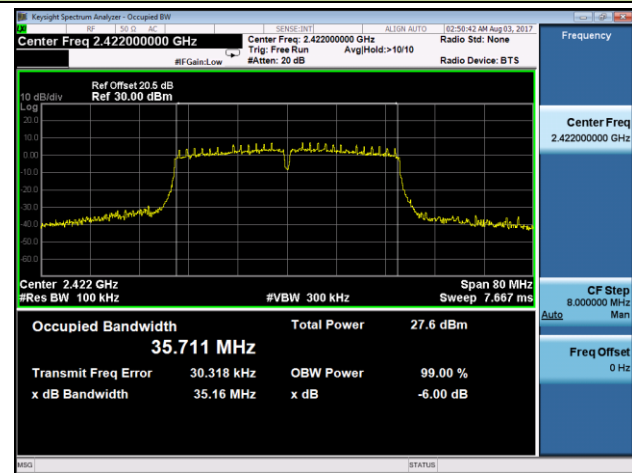 Keysight Spectrum Analyzer - Occupied BW
RF 50 Ω AC SENSE:INT ALIGN AUTO 02:50:42 AM Aug 03, 2017
Center Freq 2.422000000 GHz
Center Freq: 2.422000000 GHz
Radio Std: None
Trig: Free Run Avg|Hold:>10/10
#IFGain:Low
#Atten: 20 dB
Radio Device: BTS
Frequency
Ref Offset 20.5 dB
10 dB/div Ref 30.00 dBm
Log
20.0
10.0
0.00
-10.0
-20.0
-30.0
-40.0
-50.0
-60.0
Center Freq
2.422000000 GHz
Center 2.422 GHz Span 80 MHz
#Res BW 100 kHz #VBW 300 kHz Sweep 7.667 ms
CF Step
8.000000 MHz
Auto Man
Freq Offset
0 Hz
Occupied Bandwidth Total Power 27.6 dBm
35.711 MHz
Transmit Freq Error 30.318 kHz OBW Power 99.00 %
x dB Bandwidth 35.16 MHz x dB -6.00 dB
MSG STATUS